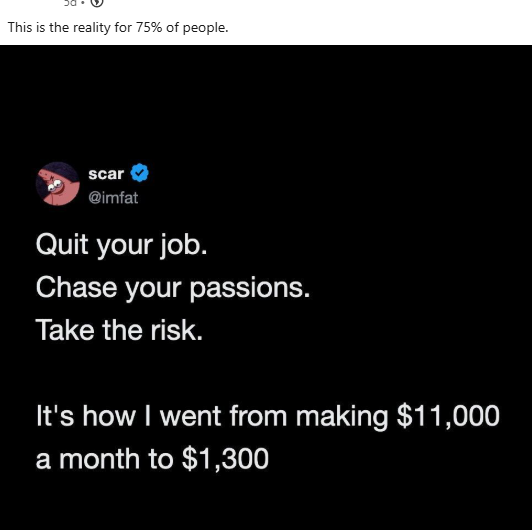 5d •
This is the reality for 75% of people.
scar
@imfat
Quit your job.
Chase your passions.
Take the risk.
It's how I went from making $11,000
a month to $1,300